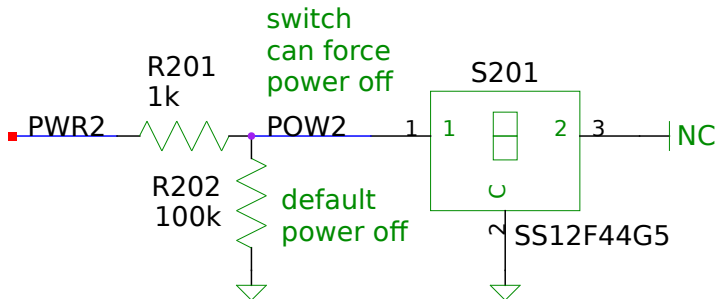 switch
can force
power off
R201
1k
S201
PWR2
POW2
1
1
2
3
NC
R202
100k
default
power off
C
2
SS12F44G5